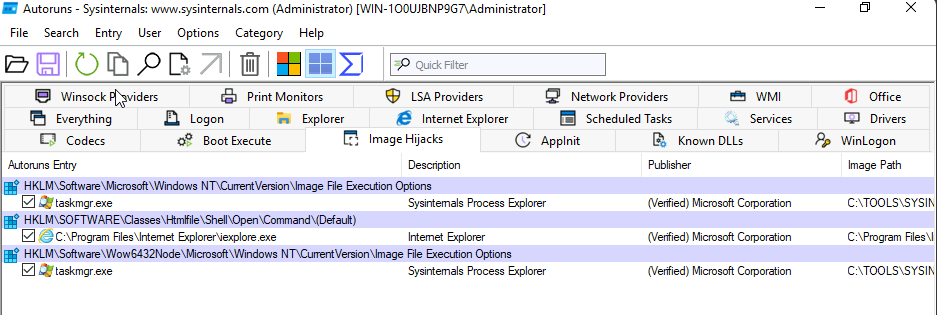 Autoruns - Sysinternals: www.sysinternals.com (Administrator) [WIN-1O0UJBNP9G7\Administrator]
File Search Entry User Options Category Help
Quick Filter
Winsock Providers Print Monitors LSA Providers Network Providers WMI Office
Everything Logon Explorer Internet Explorer Scheduled Tasks Services Drivers
Codecs Boot Execute Image Hijacks AppInit Known DLLs WinLogon
Autoruns Entry Description Publisher Image Path
HKLM\Software\Microsoft\Windows NT\CurrentVersion\Image File Execution Options
taskmgr.exe Sysinternals Process Explorer (Verified) Microsoft Corporation C:\TOOLS\SYSIN
HKLM\SOFTWARE\Classes\Htmlfile\Shell\Open\Command\(Default)
C:\Program Files\Internet Explorer\iexplore.exe Internet Explorer (Verified) Microsoft Corporation C:\Program Files\I
HKLM\Software\Wow6432Node\Microsoft\Windows NT\CurrentVersion\Image File Execution Options
taskmgr.exe Sysinternals Process Explorer (Verified) Microsoft Corporation C:\TOOLS\SYSIN